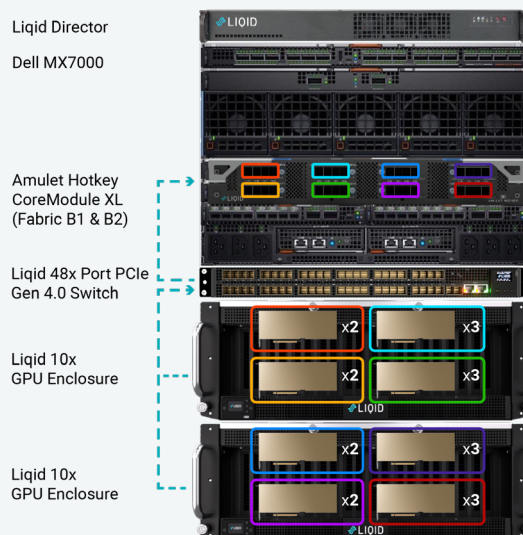 Liqid Director
LIQID
Dell MX7000
Amulet Hotkey
CoreModule XL
(Fabric B1 & B2)
LIQID
Liqid 48x Port PCIe
Gen 4.0 Switch
Liqid 10x
GPU Enclosure
x2
x3
x2
x3
LIQID
Liqid 10x
GPU Enclosure
x2
x3
x2
x3
LIQID